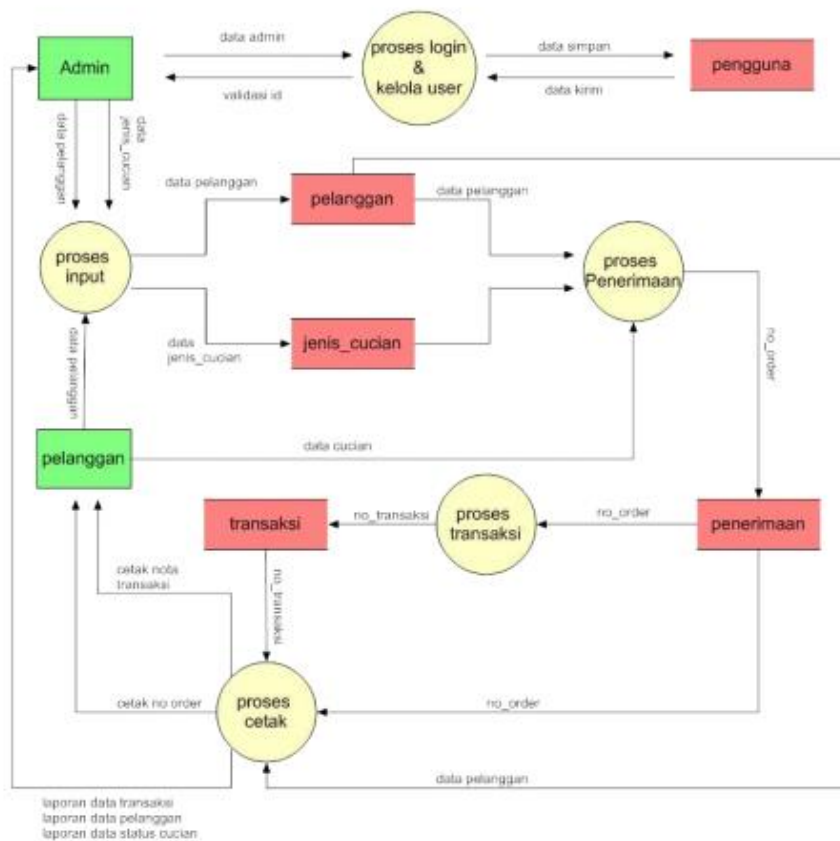 Admin
data admin
validasi id
proses login
&
kelola user
data simpan
data kirim
pengguna
data pelanggan
data
jenis_cucian
data pelanggan
pelanggan
data pelanggan
proses
input
proses
Penerimaan
data
jenis_cucian
jenis_cucian
no_order
data pelanggan
pelanggan
data cucian
transaksi
no_transaksi
proses
transaksi
no_order
penerimaan
cetak nota
transaksi
no_transaksi
cetak no order
proses
cetak
no_order
data pelanggan
laporan data transaksi
laporan data pelanggan
laporan data status cucian